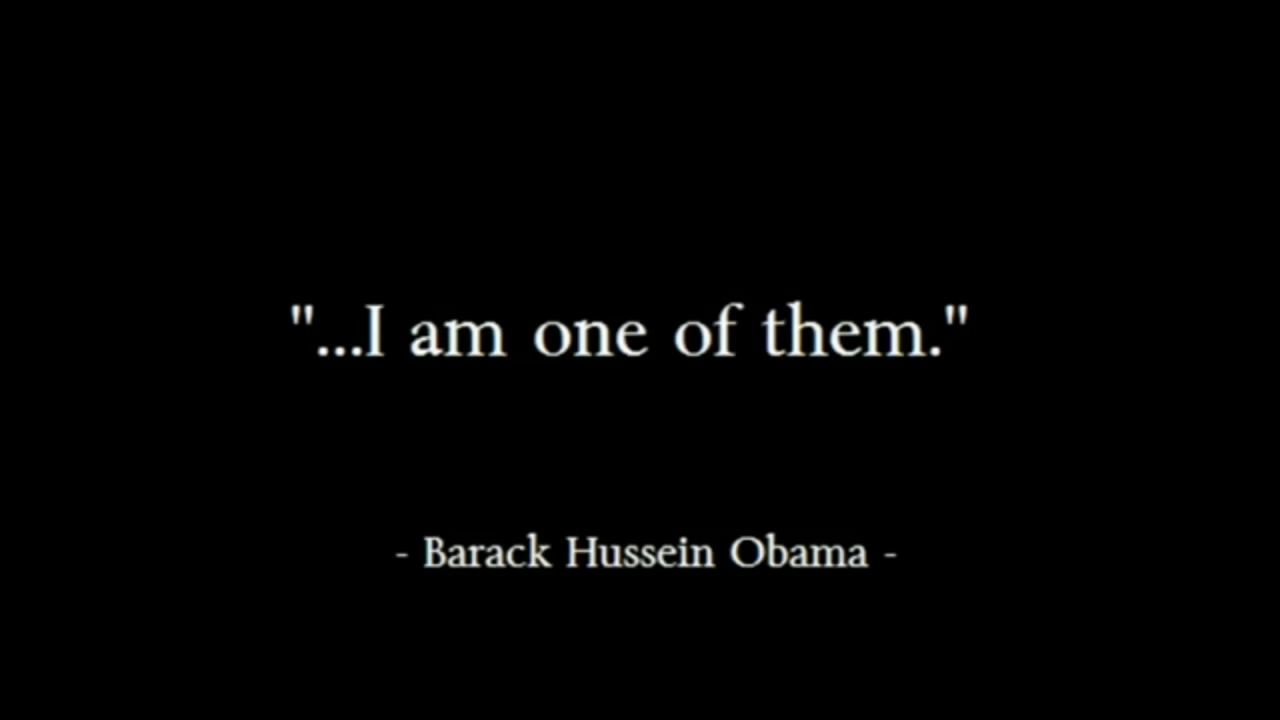 "...I am one of them."
- Barack Hussein Obama -